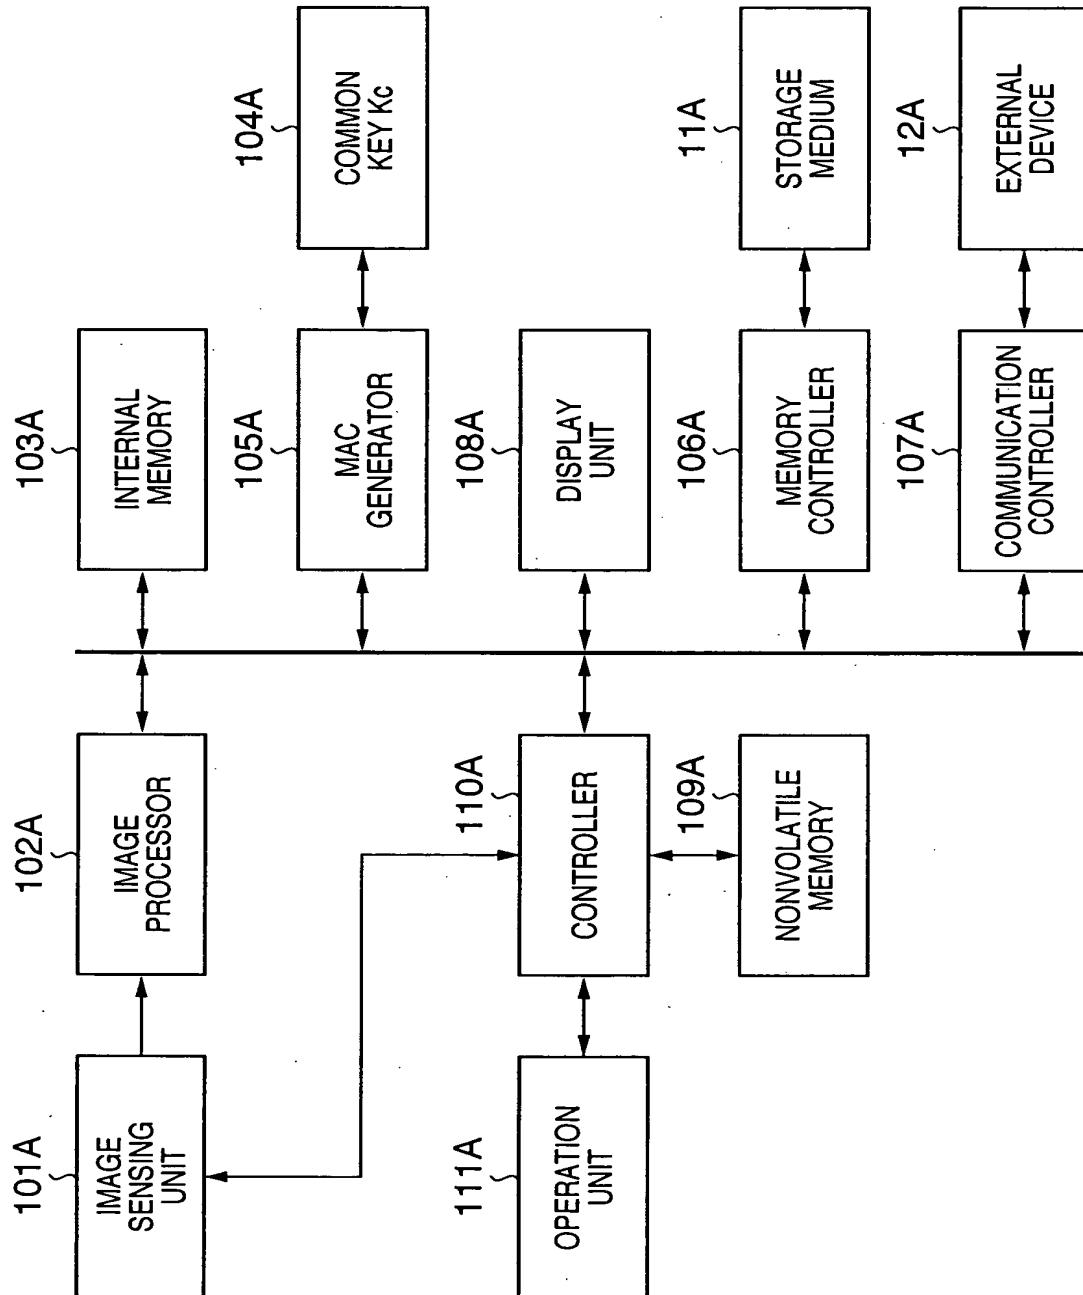 101A
IMAGE
SENSING
UNIT
102A
IMAGE
PROCESSOR
103A
INTERNAL
MEMORY
105A
MAC
GENERATOR
104A
COMMON
KEY Kc
111A
OPERATION
UNIT
110A
CONTROLLER
108A
DISPLAY
UNIT
109A
NONVOLATILE
MEMORY
106A
MEMORY
CONTROLLER
11A
STORAGE
MEDIUM
107A
COMMUNICATION
CONTROLLER
12A
EXTERNAL
DEVICE